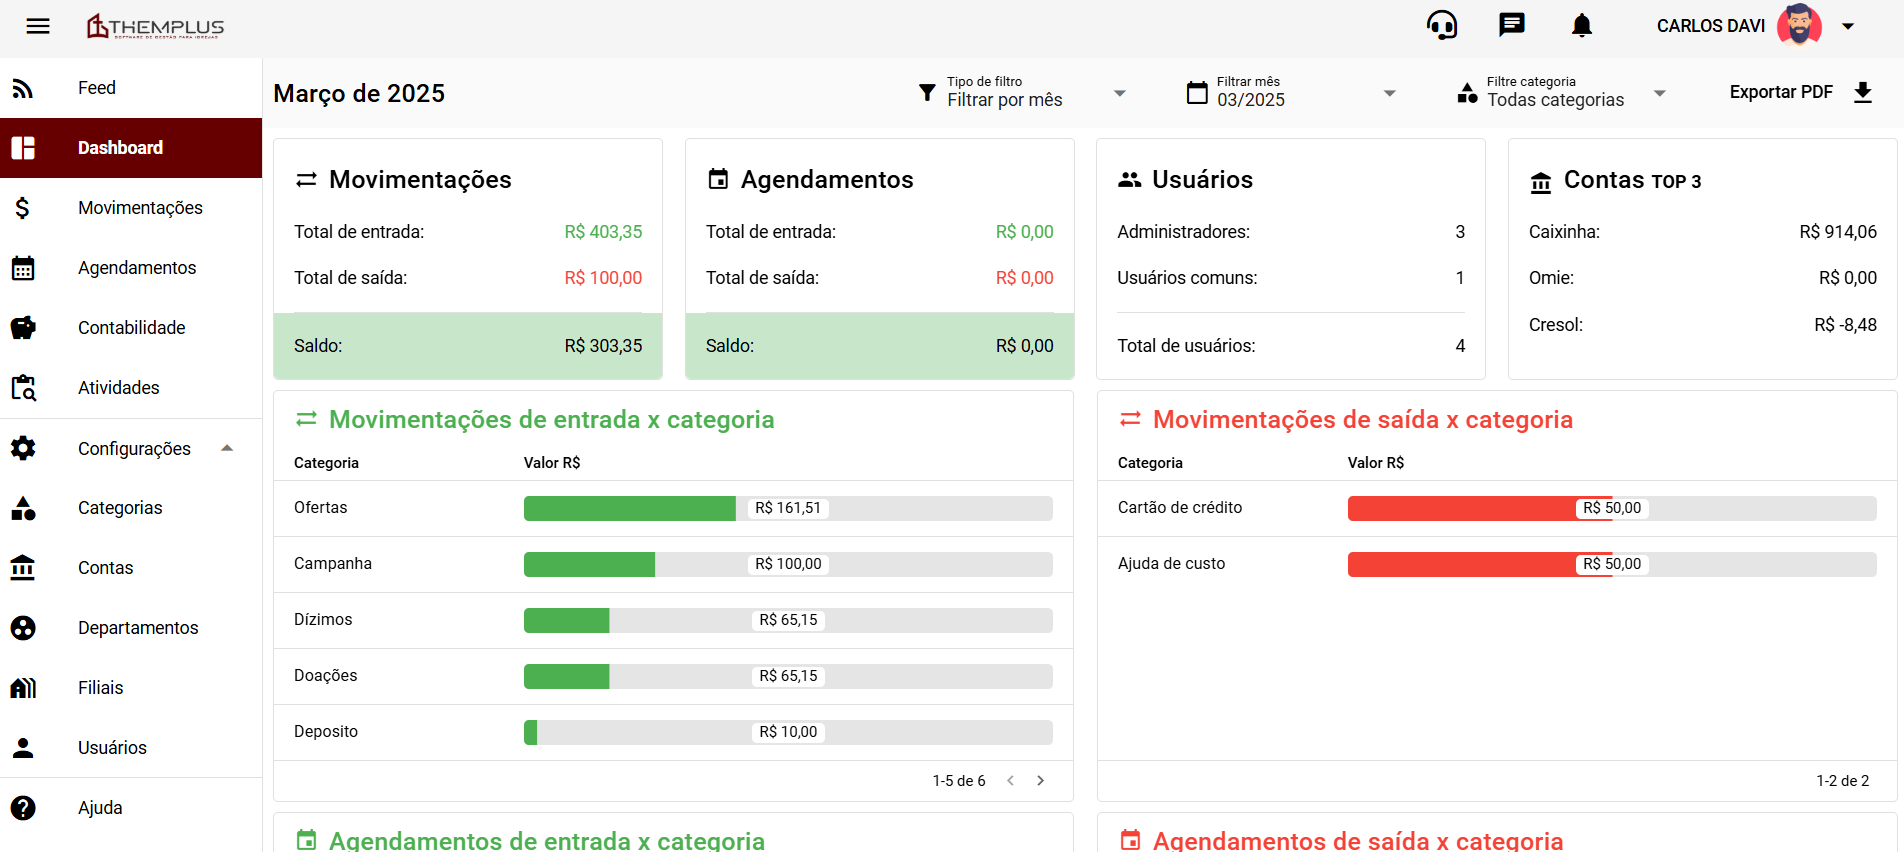 THEMPLUS
SOFTWARE DE GESTÃO PARA IGREJAS
CARLOS DAVI
Feed
Dashboard
Movimentações
Agendamentos
Contabilidade
Atividades
Configurações
Categorias
Contas
Departamentos
Filiais
Usuários
Ajuda
Março de 2025
Tipo de filtro
Filtrar por mês
Filtrar mês
03/2025
Filtre categoria
Todas categorias
Exportar PDF
Movimentações
Total de entrada: R$ 403,35
Total de saída: R$ 100,00
Saldo: R$ 303,35
Agendamentos
Total de entrada: R$ 0,00
Total de saída: R$ 0,00
Saldo: R$ 0,00
Usuários
Administradores: 3
Usuários comuns: 1
Total de usuários: 4
Contas TOP 3
Caixinha: R$ 914,06
Omie: R$ 0,00
Cresol: R$ -8,48
Movimentações de entrada x categoria
Categoria Valor R$
Ofertas R$ 161,51
Campanha R$ 100,00
Dízimos R$ 65,15
Doações R$ 65,15
Deposito R$ 10,00
1-5 de 6
Movimentações de saída x categoria
Categoria Valor R$
Cartão de crédito R$ 50,00
Ajuda de custo R$ 50,00
1-2 de 2
Agendamentos de entrada x categoria
Agendamentos de saída x categoria